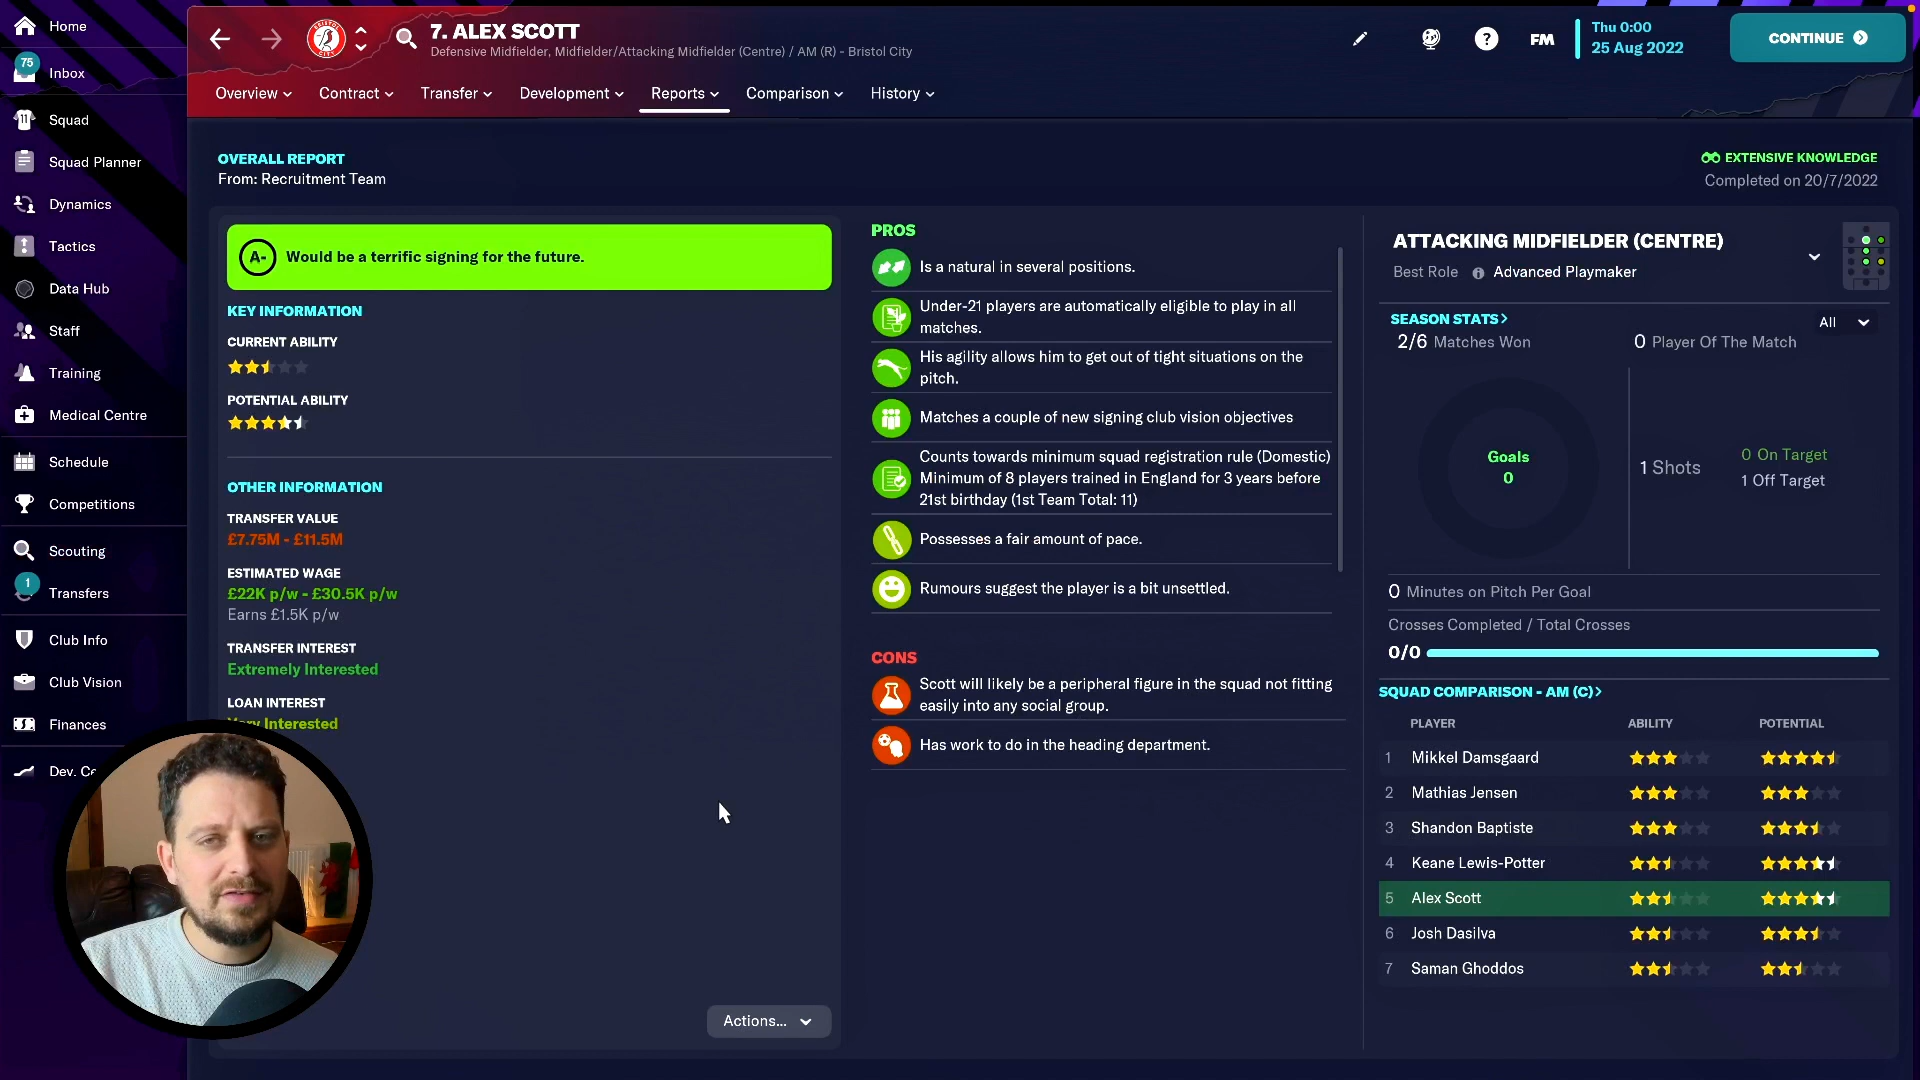 Home
75
Inbox
Squad
Squad Planner
Dynamics
Tactics
Data Hub
Staff
Training
Medical Centre
Schedule
Competitions
Scouting
1
Transfers
Club Info
Club Vision
Finances
Dev. Ce
7. ALEX SCOTT
Defensive Midfielder, Midfielder/Attacking Midfielder (Centre) / AM (R) - Bristol City
FM
Thu 0:00
25 Aug 2022
CONTINUE
Overview
Contract
Transfer
Development
Reports
Comparison
History
OVERALL REPORT
From: Recruitment Team
EXTENSIVE KNOWLEDGE
Completed on 20/7/2022
A-
Would be a terrific signing for the future.
KEY INFORMATION
CURRENT ABILITY
POTENTIAL ABILITY
OTHER INFORMATION
TRANSFER VALUE
£7.75M - £11.5M
ESTIMATED WAGE
£22K p/w - £30.5K p/w
Earns £1.5K p/w
TRANSFER INTEREST
Extremely Interested
LOAN INTEREST
Very Interested
Actions...
PROS
Is a natural in several positions.
Under-21 players are automatically eligible to play in all
matches.
His agility allows him to get out of tight situations on the
pitch.
Matches a couple of new signing club vision objectives
Counts towards minimum squad registration rule (Domestic)
Minimum of 8 players trained in England for 3 years before
21st birthday (1st Team Total: 11)
Possesses a fair amount of pace.
Rumours suggest the player is a bit unsettled.
CONS
Scott will likely be a peripheral figure in the squad not fitting
easily into any social group.
Has work to do in the heading department.
ATTACKING MIDFIELDER (CENTRE)
Best Role Advanced Playmaker
SEASON STATS
All
2/6 Matches Won
0 Player Of The Match
Goals
0
1 Shots
0 On Target
1 Off Target
0 Minutes on Pitch Per Goal
Crosses Completed / Total Crosses
0/0
SQUAD COMPARISON - AM (C)
PLAYER ABILITY POTENTIAL
1 Mikkel Damsgaard
2 Mathias Jensen
3 Shandon Baptiste
4 Keane Lewis-Potter
5 Alex Scott
6 Josh Dasilva
7 Saman Ghoddos